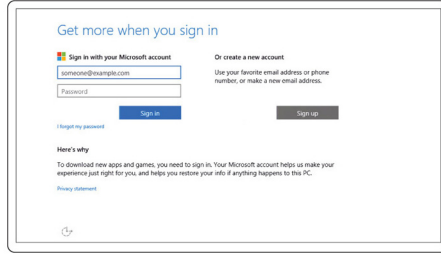 Get more when you sign in
Sign in with your Microsoft account
someone@example.com
Password
Sign in
I forgot my password
Or create a new account
Use your favorite email address or phone
number, or make a new email address.
Sign up
Here's why
To download new apps and games, you need to sign in. Your Microsoft account helps us make your
experience just right for you, and helps you restore your info if anything happens to this PC.
Privacy statement